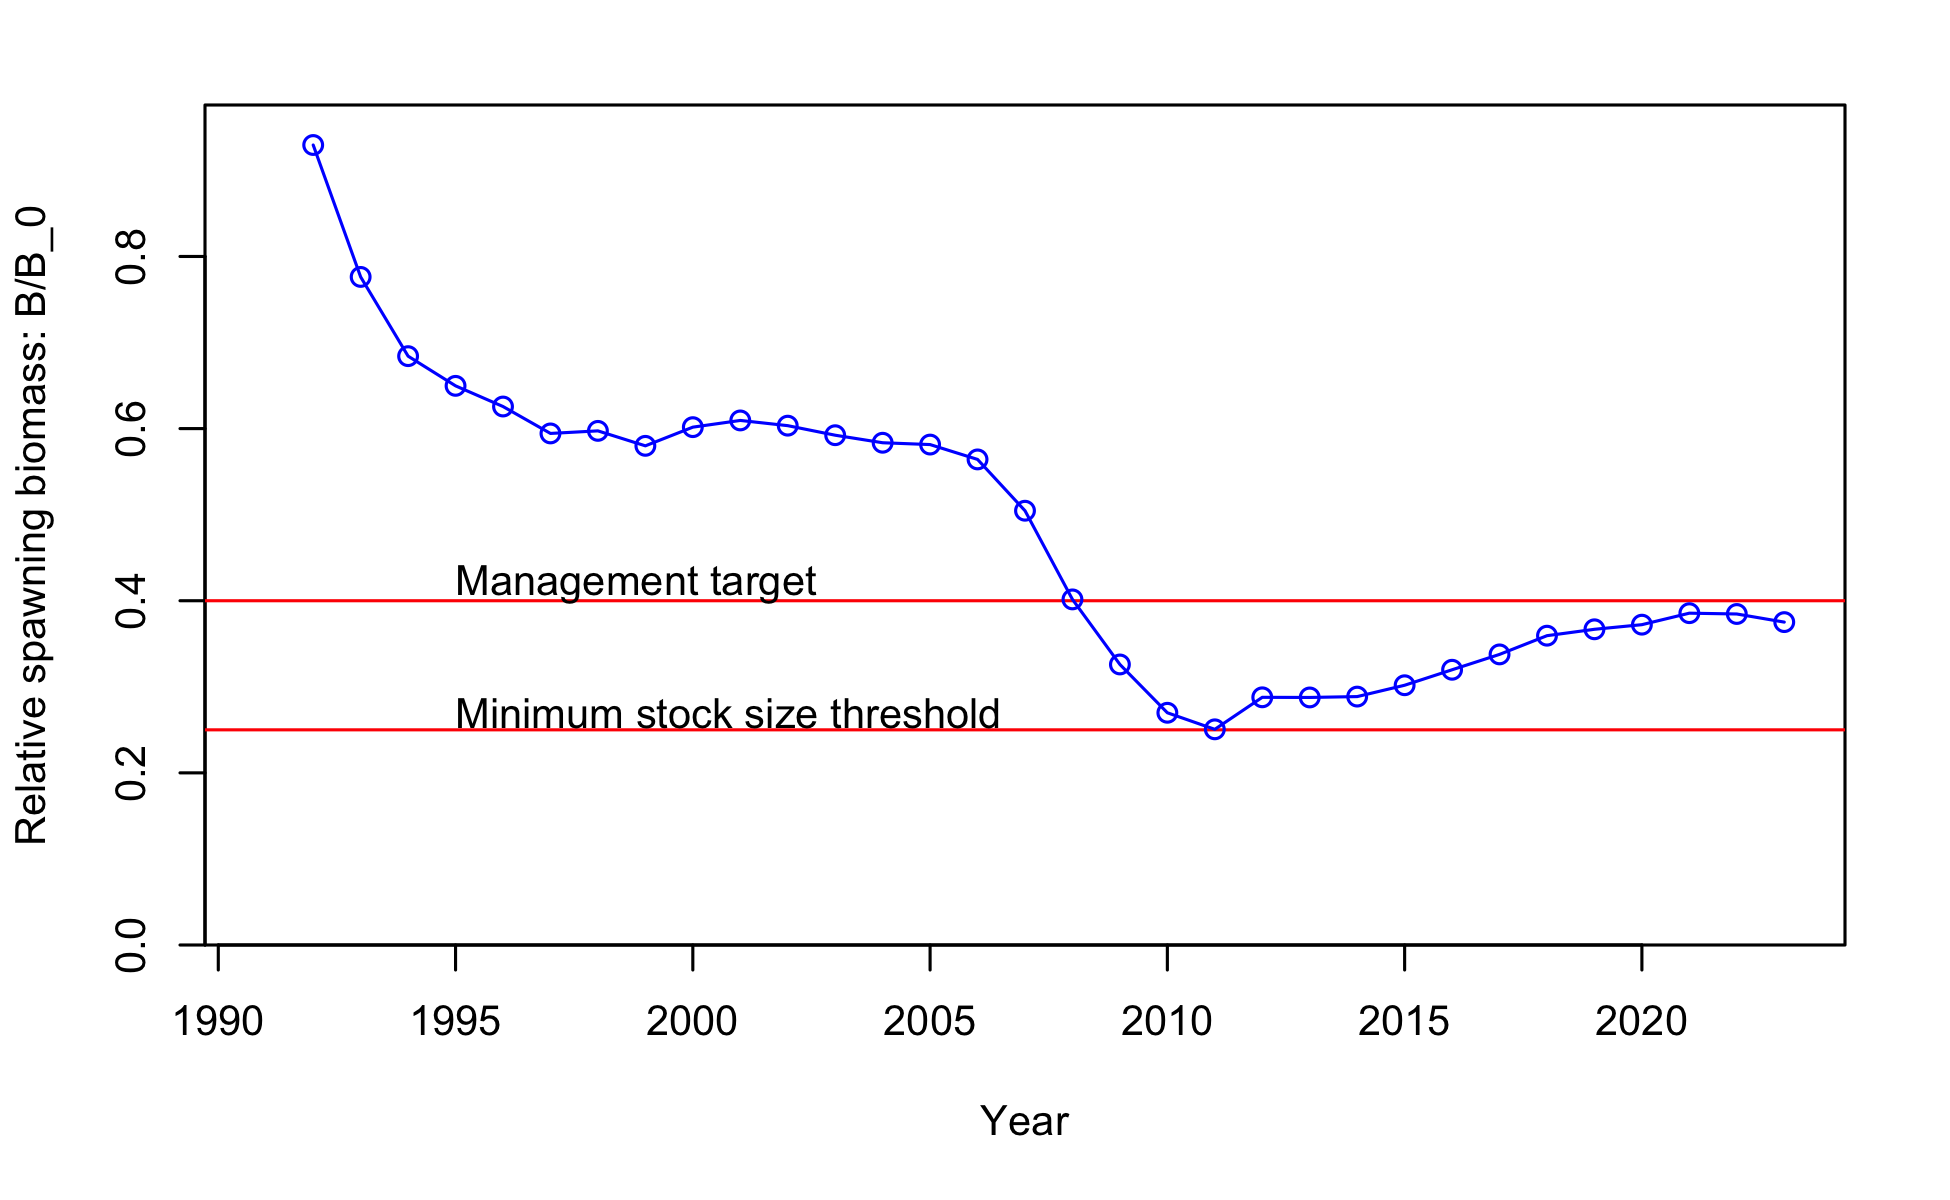 Relative spawning biomass: B/B_0
0.8
0.6
0.4
0.2
0.0
Management target
Minimum stock size threshold
1990 1995 2000 2005 2010 2015 2020
Year